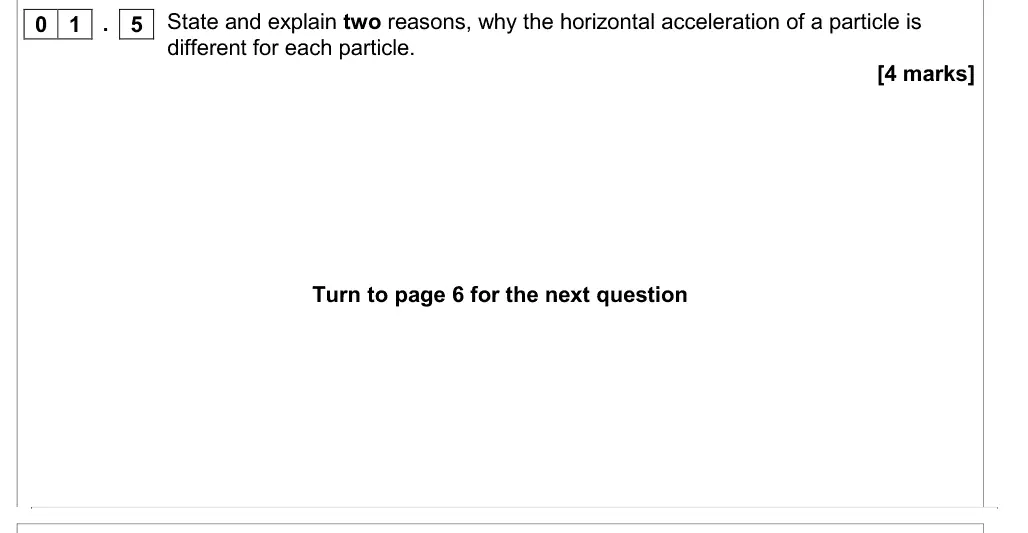 0 1 . 5 State and explain two reasons, why the horizontal acceleration of a particle is
different for each particle.
[4 marks]
Turn to page 6 for the next question